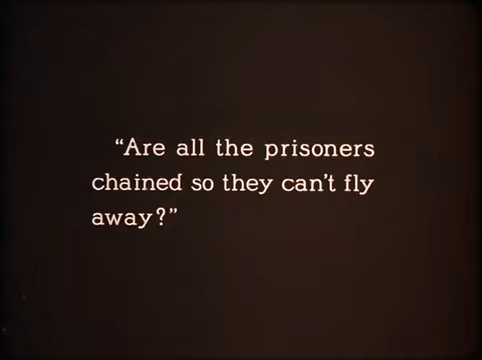 “Are all the prisoners
chained so they can't fly
away?”